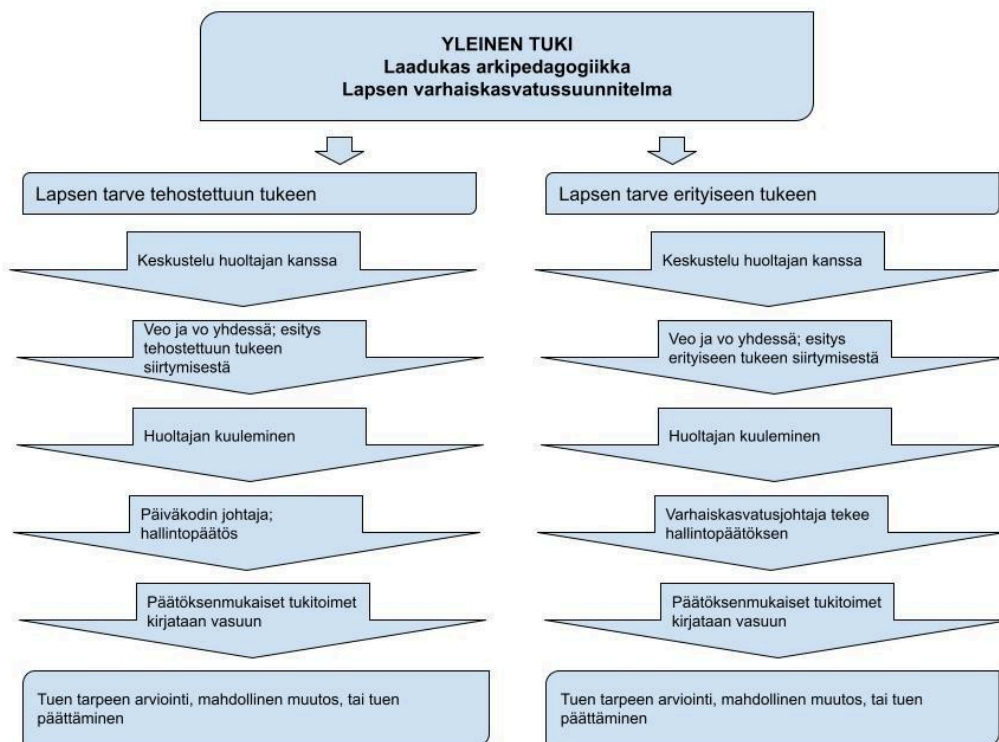 YLEINEN TUKI
Laadukas arkipedagogiikka
Lapsen varhaiskasvatussuunnitelma
Lapsen tarve tehostettuun tukeen
Keskustelu huoltajan kanssa
Veo ja vo yhdessä; esitys
tehostettuun tukeen
siirtymisestä
Huoltajan kuuleminen
Päiväkodin johtaja;
hallintopäätös
Päätöksenmukaiset tukitoimet
kirjataan vasuun
Tuen tarpeen arviointi, mahdollinen muutos, tai tuen
päättäminen
Lapsen tarve erityiseen tukeen
Keskustelu huoltajan kanssa
Veo ja vo yhdessä; esitys
erityiseen tukeen siirtymisestä
Huoltajan kuuleminen
Varhaiskasvatusjohtaja tekee
hallintopäätöksen
Päätöksenmukaiset tukitoimet
kirjataan vasuun
Tuen tarpeen arviointi, mahdollinen muutos, tai tuen
päättäminen